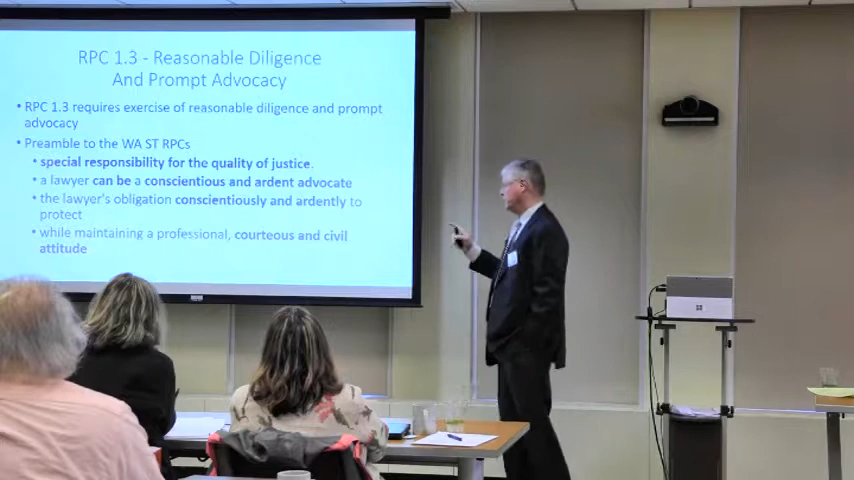 RPC 1.3 - Reasonable Diligence
And Prompt Advocacy
• RPC 1.3 requires exercise of reasonable diligence and prompt
advocacy
• Preamble to the WA ST RPCs
• special responsibility for the quality of justice.
• a lawyer can be a conscientious and ardent advocate
• the lawyer's obligation conscientiously and ardently to
protect
• while maintaining a professional, courteous and civil
attitude